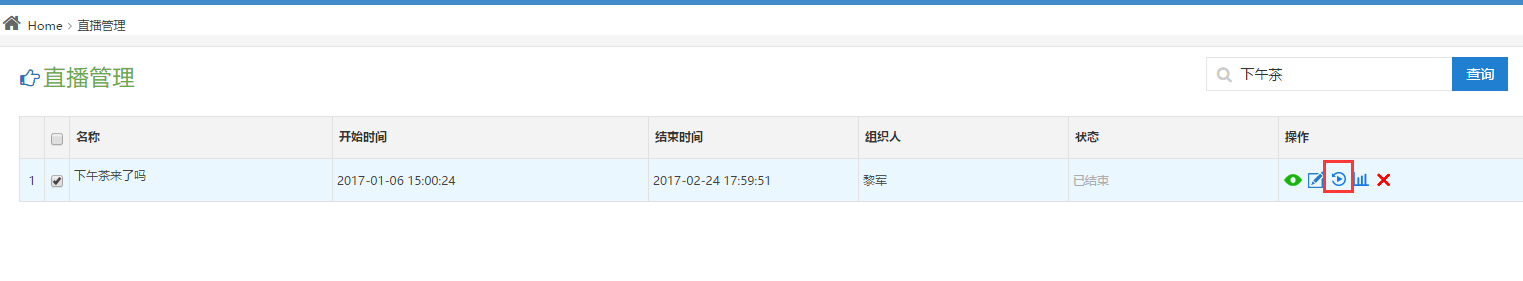 Home > 直播管理
直播管理
下午茶 查询
名称 开始时间 结束时间 组织人 状态 操作
1 下午茶来了吗 2017-01-06 15:00:24 2017-02-24 17:59:51 黎军 已结束